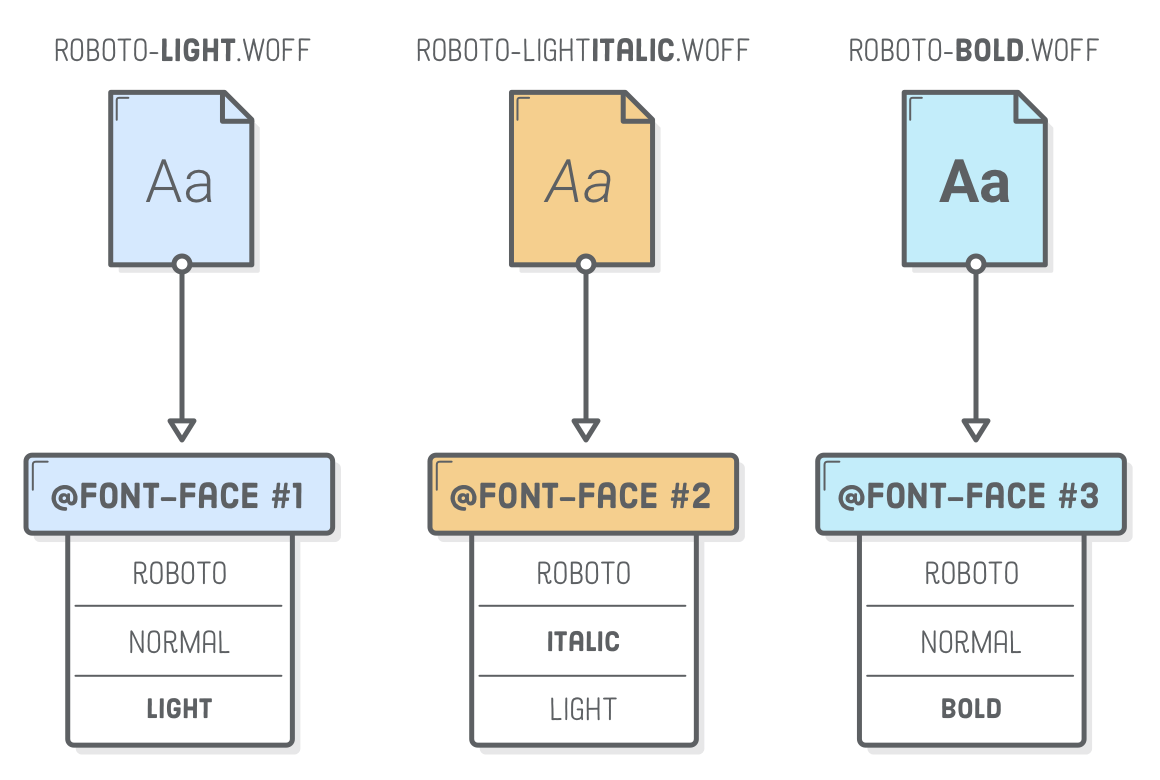 ROBOTO-LIGHT.WOFF
ROBOTO-LIGHTITALIC.WOFF
ROBOTO-BOLD.WOFF
Aa
Aa
Aa
@FONT-FACE #1
@FONT-FACE #2
@FONT-FACE #3
ROBOTO
ROBOTO
ROBOTO
NORMAL
ITALIC
NORMAL
LIGHT
LIGHT
BOLD